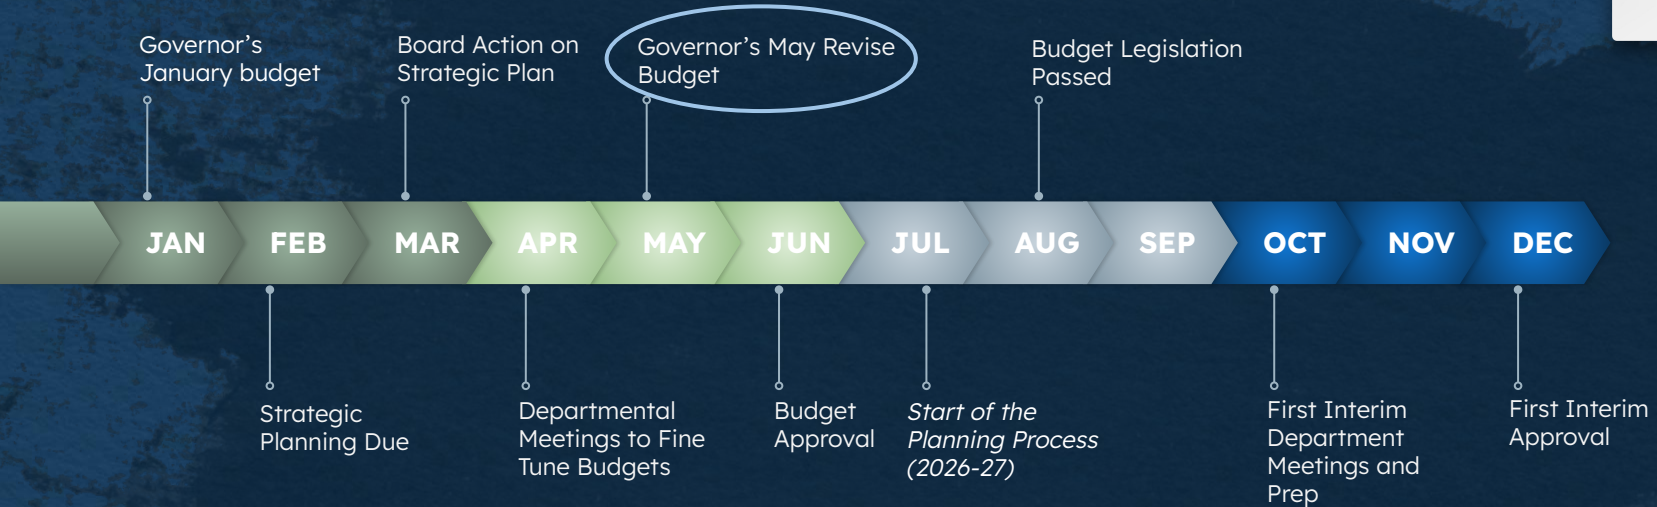 Governor’s
January budget
Board Action on
Strategic Plan
Governor’s May Revise
Budget
Budget Legislation
Passed
JAN
FEB
MAR
APR
MAY
JUN
JUL
AUG
SEP
OCT
NOV
DEC
Strategic
Planning Due
Departmental
Meetings to Fine
Tune Budgets
Budget
Approval
Start of the
Planning Process
(2026-27)
First Interim
Department
Meetings and
Prep
First Interim
Approval